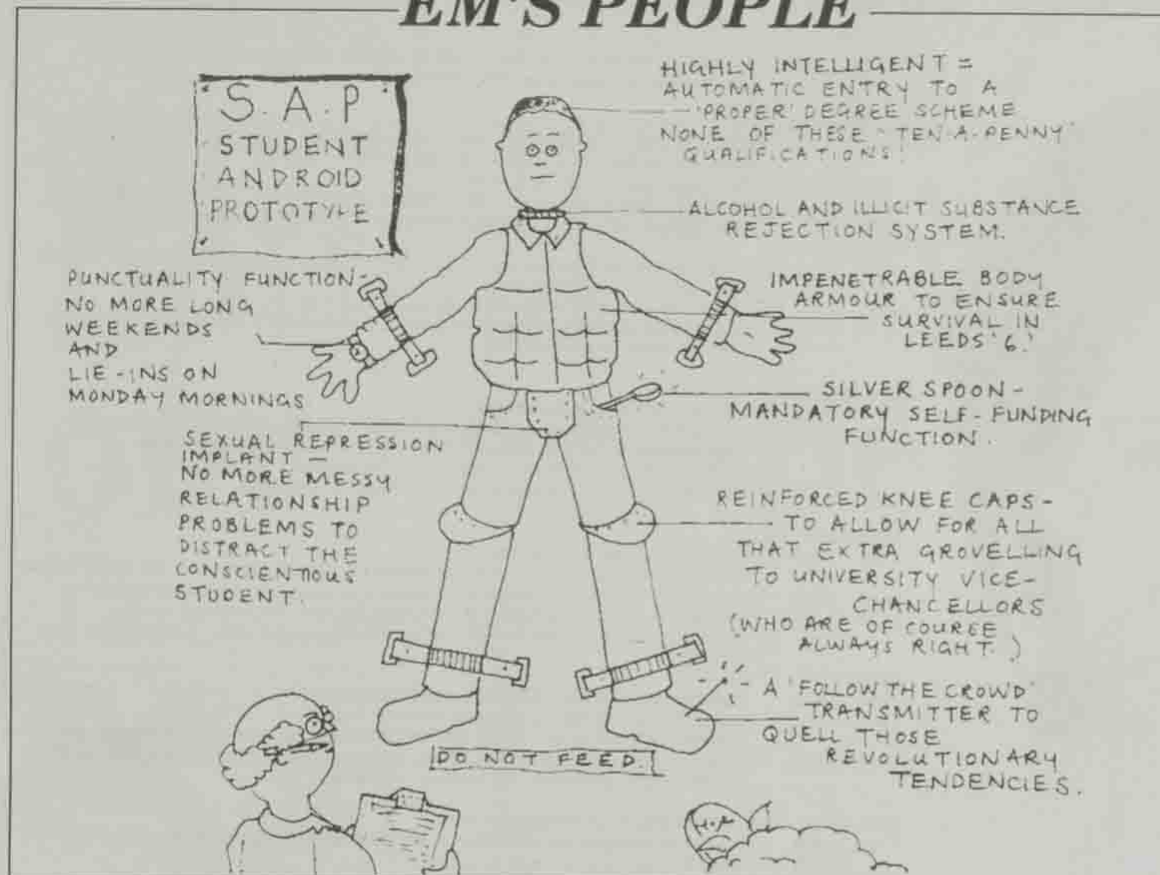 EM'S PEOPLE
S.A.P
STUDENT
ANDROID
PROTOTYPE
HIGHLY INTELLIGENT =
AUTOMATIC ENTRY TO A
'PROPER' DEGREE SCHEME
NONE OF THESE 'TEN-A-PENNY'
QUALIFICATIONS!
ALCOHOL AND ILLICIT SUBSTANCE
REJECTION SYSTEM.
PUNCTUALITY FUNCTION-
NO MORE LONG
WEEKENDS
AND
LIE-INS ON
MONDAY MORNINGS
IMPENETRABLE BODY
ARMOUR TO ENSURE
SURVIVAL IN
LEEDS '6.'
SILVER SPOON-
MANDATORY SELF-FUNDING
FUNCTION.
SEXUAL REPRESSION
IMPLANT –
NO MORE MESSY
RELATIONSHIP
PROBLEMS TO
DISTRACT THE
CONSCIENTIOUS
STUDENT.
REINFORCED KNEE CAPS-
TO ALLOW FOR ALL
THAT EXTRA GROVELLING
TO UNIVERSITY VICE-
CHANCELLORS
(WHO ARE OF COURSE
ALWAYS RIGHT.)
A 'FOLLOW THE CROWD'
TRANSMITTER TO
QUELL THOSE
REVOLUTIONARY
TENDENCIES.
DO NOT FEED.